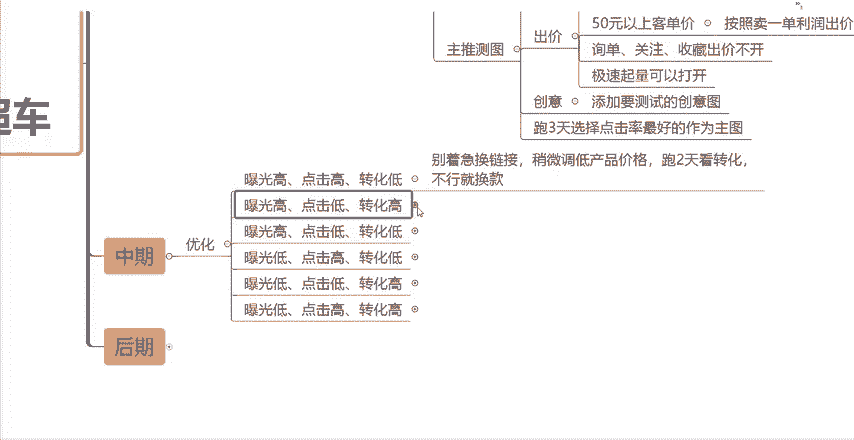 50元以上客单价
按照卖一单利润出价
出价
主推测图
询单、关注、收藏出价不开
极速起量可以打开
创意
添加要测试的创意图
跑3天选择点击率最好的作为主图
超车
别着急换链接，稍微调低产品价格，跑2天看转化，
不行就换款
曝光高、点击高、转化低
曝光高、点击低、转化高
曝光高、点击低、转化低
优化
中期
曝光低、点击高、转化低
曝光低、点击低、转化高
曝光低、点击高、转化高
后期